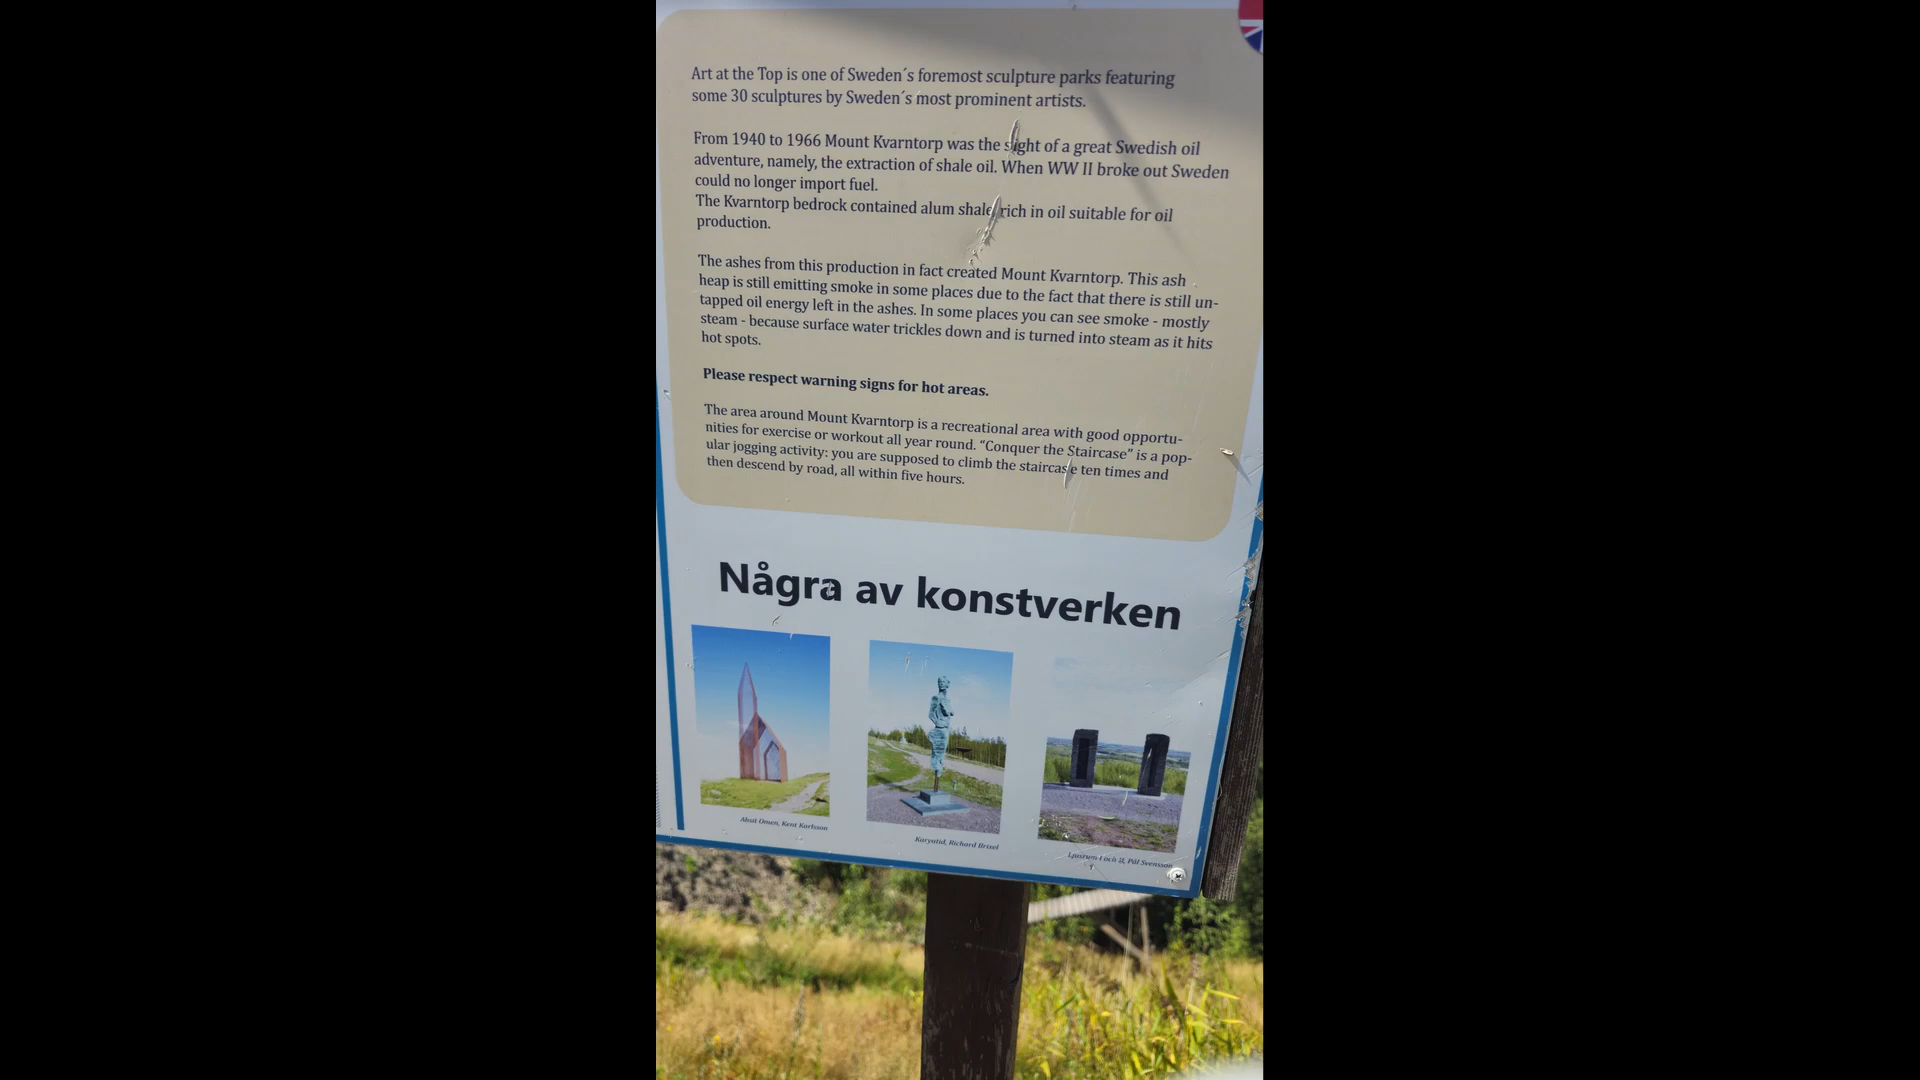 Art at the Top is one of Sweden´s foremost sculpture parks featuring
some 30 sculptures by Sweden´s most prominent artists.
From 1940 to 1966 Mount Kvarntorp was the sight of a great Swedish oil
adventure, namely, the extraction of shale oil. When WW II broke out Sweden
could no longer import fuel.
The Kvarntorp bedrock contained alum shale rich in oil suitable for oil
production.
The ashes from this production in fact created Mount Kvarntorp. This ash
heap is still emitting smoke in some places due to the fact that there is still un-
tapped oil energy left in the ashes. In some places you can see smoke - mostly
steam - because surface water trickles down and is turned into steam as it hits
hot spots.
Please respect warning signs for hot areas.
The area around Mount Kvarntorp is a recreational area with good opportu-
nities for exercise or workout all year round. “Conquer the Staircase” is a pop-
ular jogging activity: you are supposed to climb the staircase ten times and
then descend by road, all within five hours.
Några av konstverken
Absit Omen, Kent Karlsson
Karyatid, Richard Brixel
Ljusrum I och II, Pål Svensson